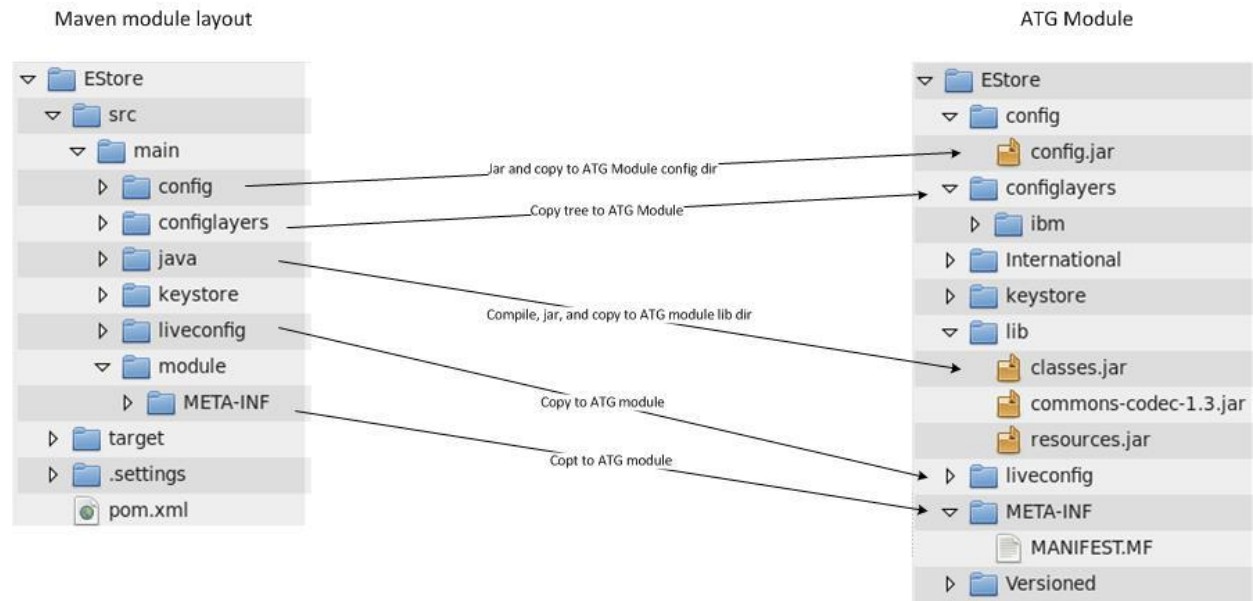 Maven module layout
ATG Module
EStore
src
main
config
configlayers
java
keystore
liveconfig
module
META-INF
target
.settings
pom.xml
Jar and copy to ATG Module config dir
Copy tree to ATG Module
Compile, jar, and copy to ATG module lib dir
Copy to ATG module
Copt to ATG module
EStore
config
config.jar
configlayers
ibm
International
keystore
lib
classes.jar
commons-codec-1.3.jar
resources.jar
liveconfig
META-INF
MANIFEST.MF
Versioned